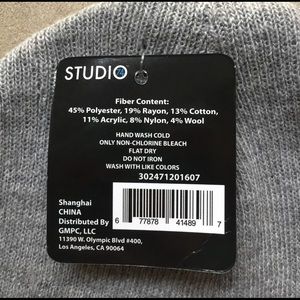 STUDIO
Fiber Content:
45% Polyester, 19% Rayon, 13% Cotton,
11% Acrylic, 8% Nylon, 4% Wool
HAND WASH COLD
ONLY NON-CHLORINE BLEACH
FLAT DRY
DO NOT IRON
WASH WITH LIKE COLORS
302471201607
Shanghai
CHINA
Distributed By
GMPC, LLC
11390 W. Olympic Blvd #400,
Los Angeles, CA 90064
6 77878 41489 7